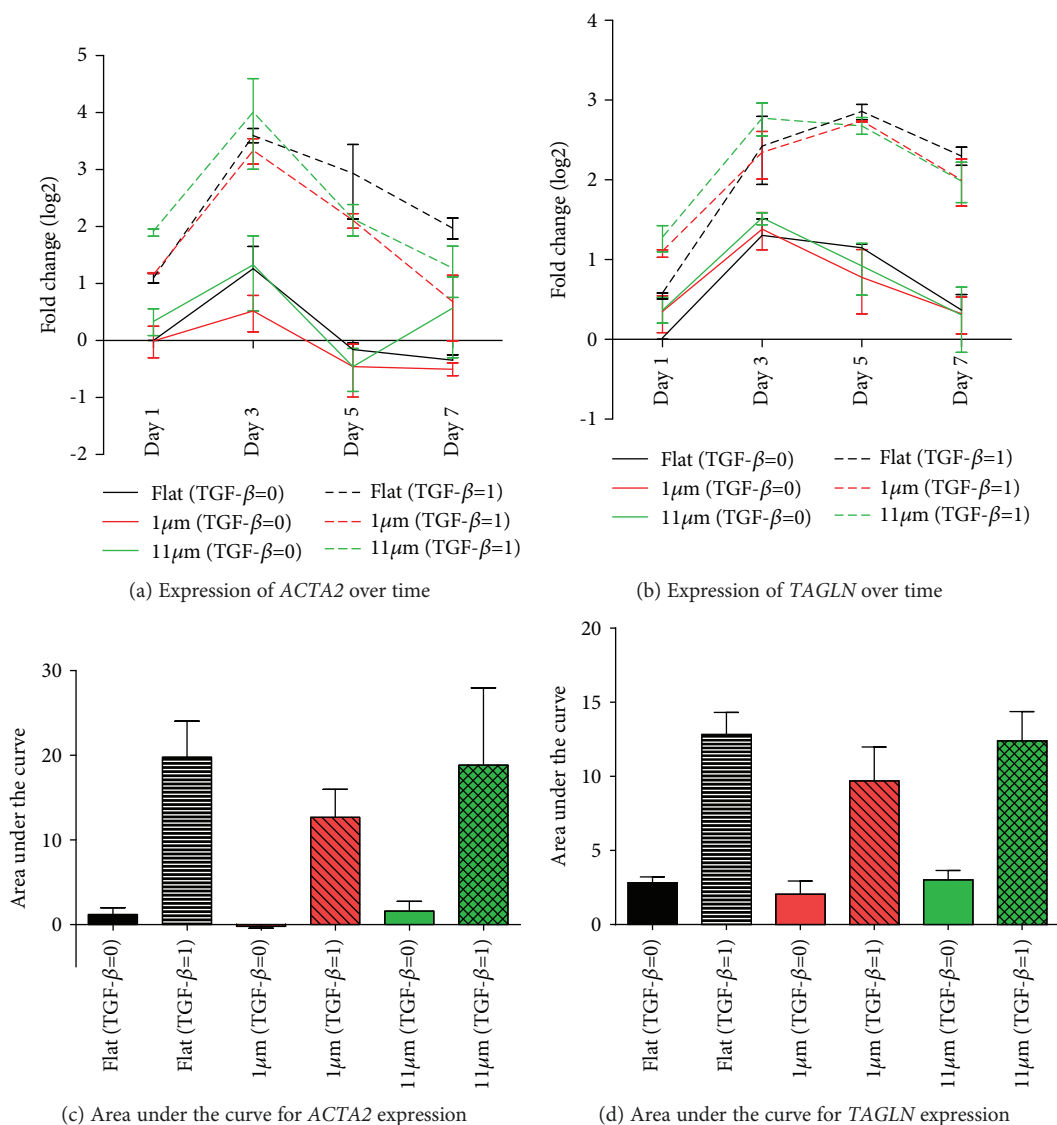 5
4
3
2
1
0
-1
-2
Fold change (log2)
Day 1
Day 3
Day 5
Day 7
Flat (TGF-β=0)
Flat (TGF-β=1)
1μm (TGF-β=0)
1μm (TGF-β=1)
11μm (TGF-β=0)
11μm (TGF-β=1)
(a) Expression of ACTA2 over time
4
3
2
1
0
-1
Fold change (log2)
Day 1
Day 3
Day 5
Day 7
Flat (TGF-β=0)
Flat (TGF-β=1)
1μm (TGF-β=0)
1μm (TGF-β=1)
11μm (TGF-β=0)
11μm (TGF-β=1)
(b) Expression of TAGLN over time
30
20
10
0
Area under the curve
Flat (TGF-β=0)
Flat (TGF-β=1)
1μm (TGF-β=0)
1μm (TGF-β=1)
11μm (TGF-β=0)
11μm (TGF-β=1)
(c) Area under the curve for ACTA2 expression
20
15
10
5
0
Area under the curve
Flat (TGF-β=0)
Flat (TGF-β=1)
1μm (TGF-β=0)
1μm (TGF-β=1)
11μm (TGF-β=0)
11μm (TGF-β=1)
(d) Area under the curve for TAGLN expression